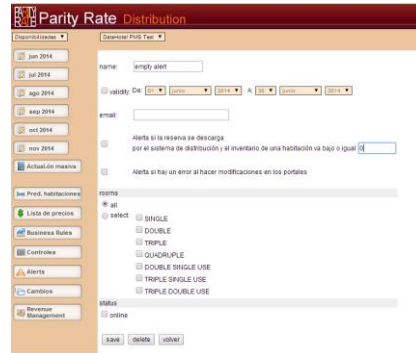 PARITY RATE Parity Rate Distribution
Disponibilidades DataHotel PMS Test
jun 2014
jul 2014
ago 2014
sep 2014
oct 2014
nov 2014
Actualión masiva
Pred. habitaciones
Lista de precios
Business Rules
Controles
Alerts
Cambios
Revenue
Management
name: empty alert
validity De: 01 junio 2014 A: 30 junio 2014
email:
Alerta si la reserva se descarga
por el sistema de distribución y el inventario de una habitación va bajo o igual 0
Alerta si hay un error al hacer modificaciones en los portales
rooms
all
select
SINGLE
DOUBLE
TRIPLE
QUADRUPLE
DOUBLE SINGLE USE
TRIPLE SINGLE USE
TRIPLE DOUBLE USE
status
online
save delete volver